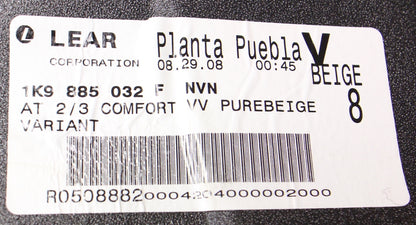 LEAR Planta Puebla V
CORPORATION 08.29.08 00:45 BEIGE
1K9 885 032 F NVN 8
AT 2/3 COMFORT VV PUREBEIGE
VARIANT
R05088820004204000002000